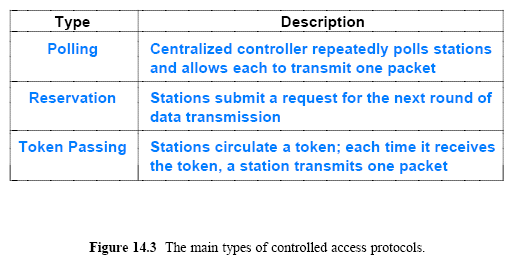 Type Description
Polling Centralized controller repeatedly polls stations
and allows each to transmit one packet
Reservation Stations submit a request for the next round of
data transmission
Token Passing Stations circulate a token; each time it receives
the token, a station transmits one packet
Figure 14.3 The main types of controlled access protocols.